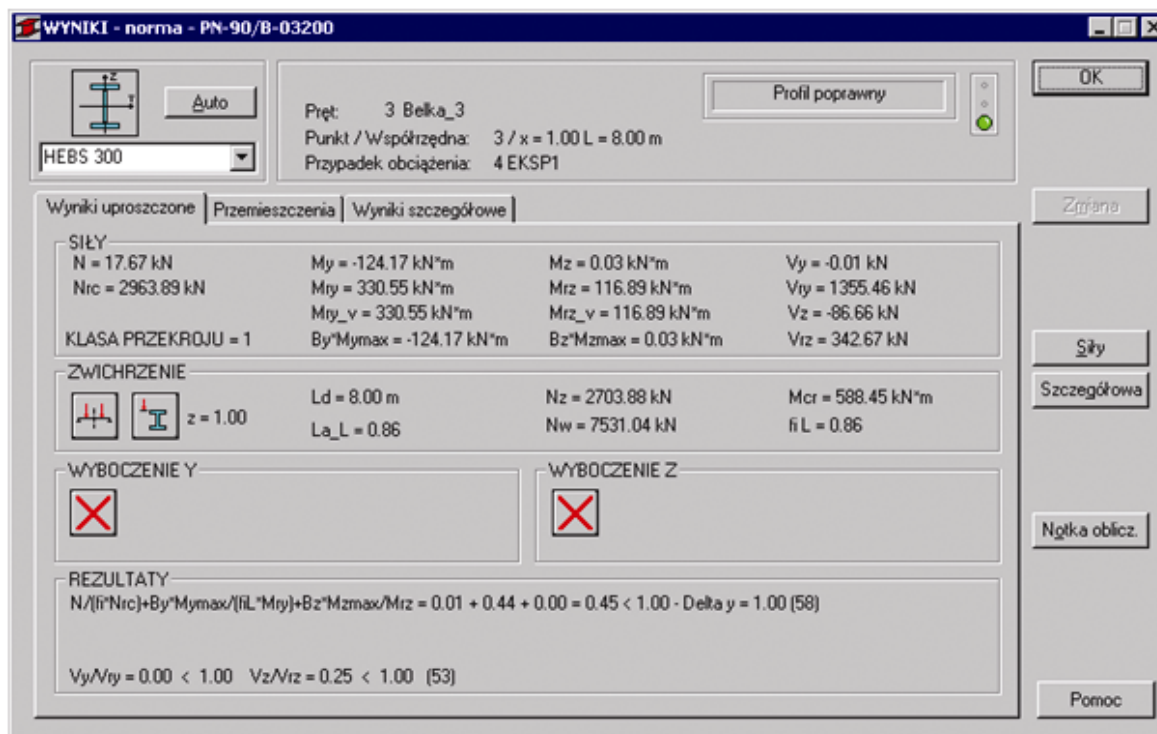 WYNIKI - norma - PN-90/B-03200
Auto
HEBS 300
Pręt: 3 Belka_3
Punkt / Współrzędna: 3 / x = 1.00 L = 8.00 m
Przypadek obciążenia: 4 EKSP1
Profil poprawny
OK
Zmiana
Siły
Szczegółowa
Notka oblicz.
Pomoc
Wyniki uproszczone Przemieszczenia Wyniki szczegółowe
SIŁY
N = 17.67 kN My = -124.17 kN*m Mz = 0.03 kN*m Vy = -0.01 kN
Nrc = 2963.89 kN Mry = 330.55 kN*m Mrz = 116.89 kN*m Vry = 1355.46 kN
Mry_v = 330.55 kN*m Mrz_v = 116.89 kN*m Vz = -86.66 kN
KLASA PRZEKROJU = 1 By*Mymax = -124.17 kN*m Bz*Mzmax = 0.03 kN*m Vrz = 342.67 kN
ZWICHRZENIE
z = 1.00
Ld = 8.00 m Nz = 2703.88 kN Mcr = 588.45 kN*m
La_L = 0.86 Nw = 7531.04 kN fi L = 0.86
WYBOCZENIE Y
WYBOCZENIE Z
REZULTATY
N/(fi*Nrc)+By*Mymax/(fiL*Mry)+Bz*Mzmax/Mrz = 0.01 + 0.44 + 0.00 = 0.45 < 1.00 - Delta y = 1.00 (58)
Vy/Vry = 0.00 < 1.00 Vz/Vrz = 0.25 < 1.00 (53)